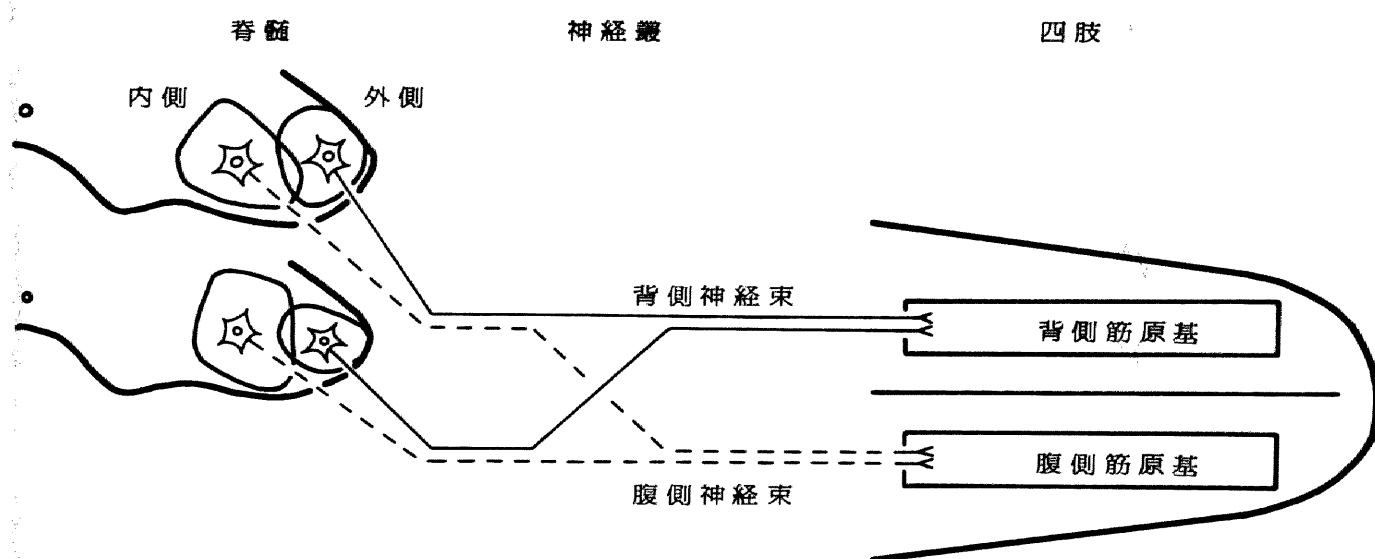 脊髄 神経叢 四肢
内側 外側
背側神経束
背側筋原基
腹側筋原基
腹側神経束